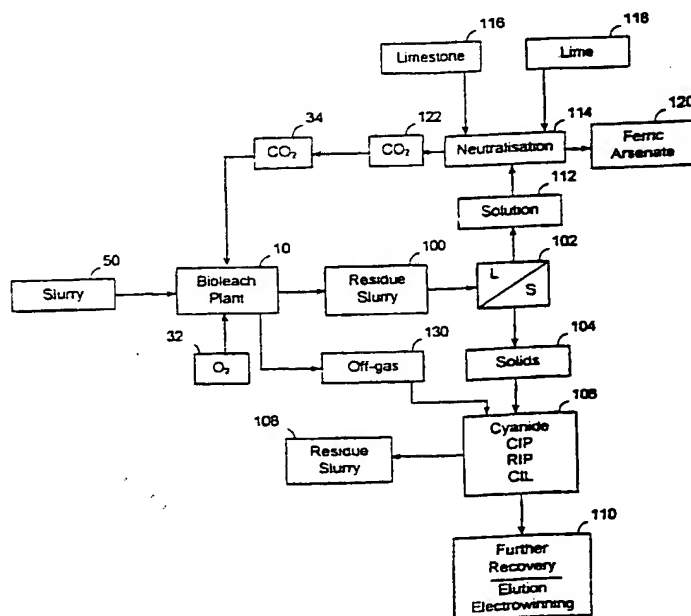 116
118
Limestone
Lime
34
122
114
120
CO₂
CO₂
Neutralisation
Ferric
Arsenate
112
Solution
50
10
100
102
Slurry
Bioleach
Plant
Residue
Slurry
L
S
32
O₂
130
Off-gas
104
Solids
108
106
Residue
Slurry
Cyanide
CIP
RIP
CIL
110
Further
Recovery
Elution
Electrowinning